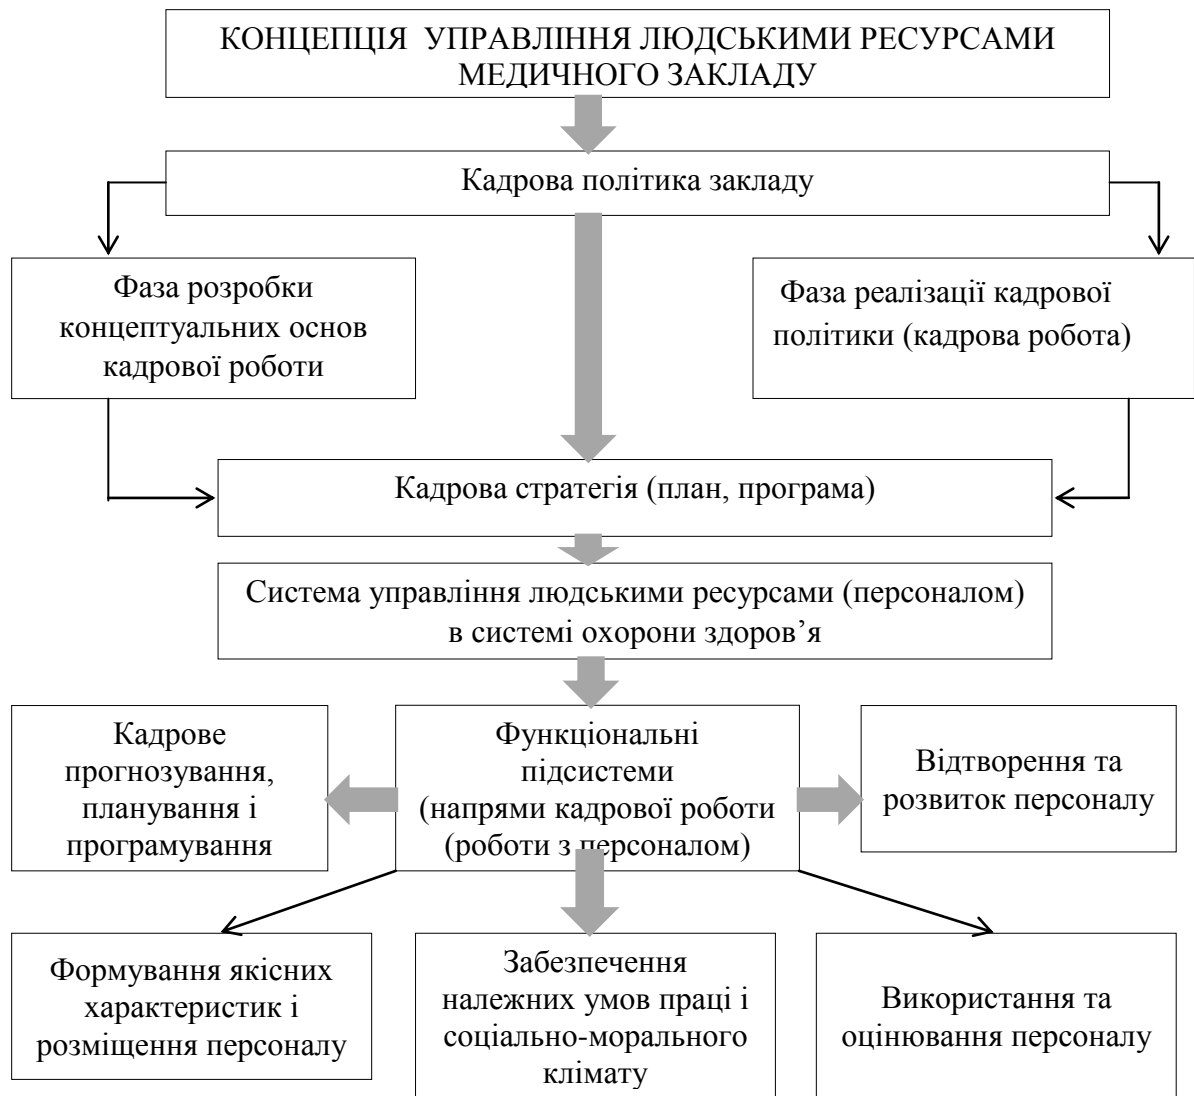 КОНЦЕПЦІЯ УПРАВЛІННЯ ЛЮДСЬКИМИ РЕСУРСАМИ
МЕДИЧНОГО ЗАКЛАДУ
Кадрова політика закладу
Фаза розробки
концептуальних основ
кадрової роботи
Фаза реалізації кадрової
політики (кадрова робота)
Кадрова стратегія (план, програма)
Система управління людськими ресурсами (персоналом)
в системі охорони здоров’я
Кадрове
прогнозування,
планування і
програмування
Функціональні
підсистеми
(напрями кадрової роботи
(роботи з персоналом)
Відтворення та
розвиток персоналу
Формування якісних
характеристик і
розміщення персоналу
Забезпечення
належних умов праці і
соціально-морального
клімату
Використання та
оцінювання персоналу